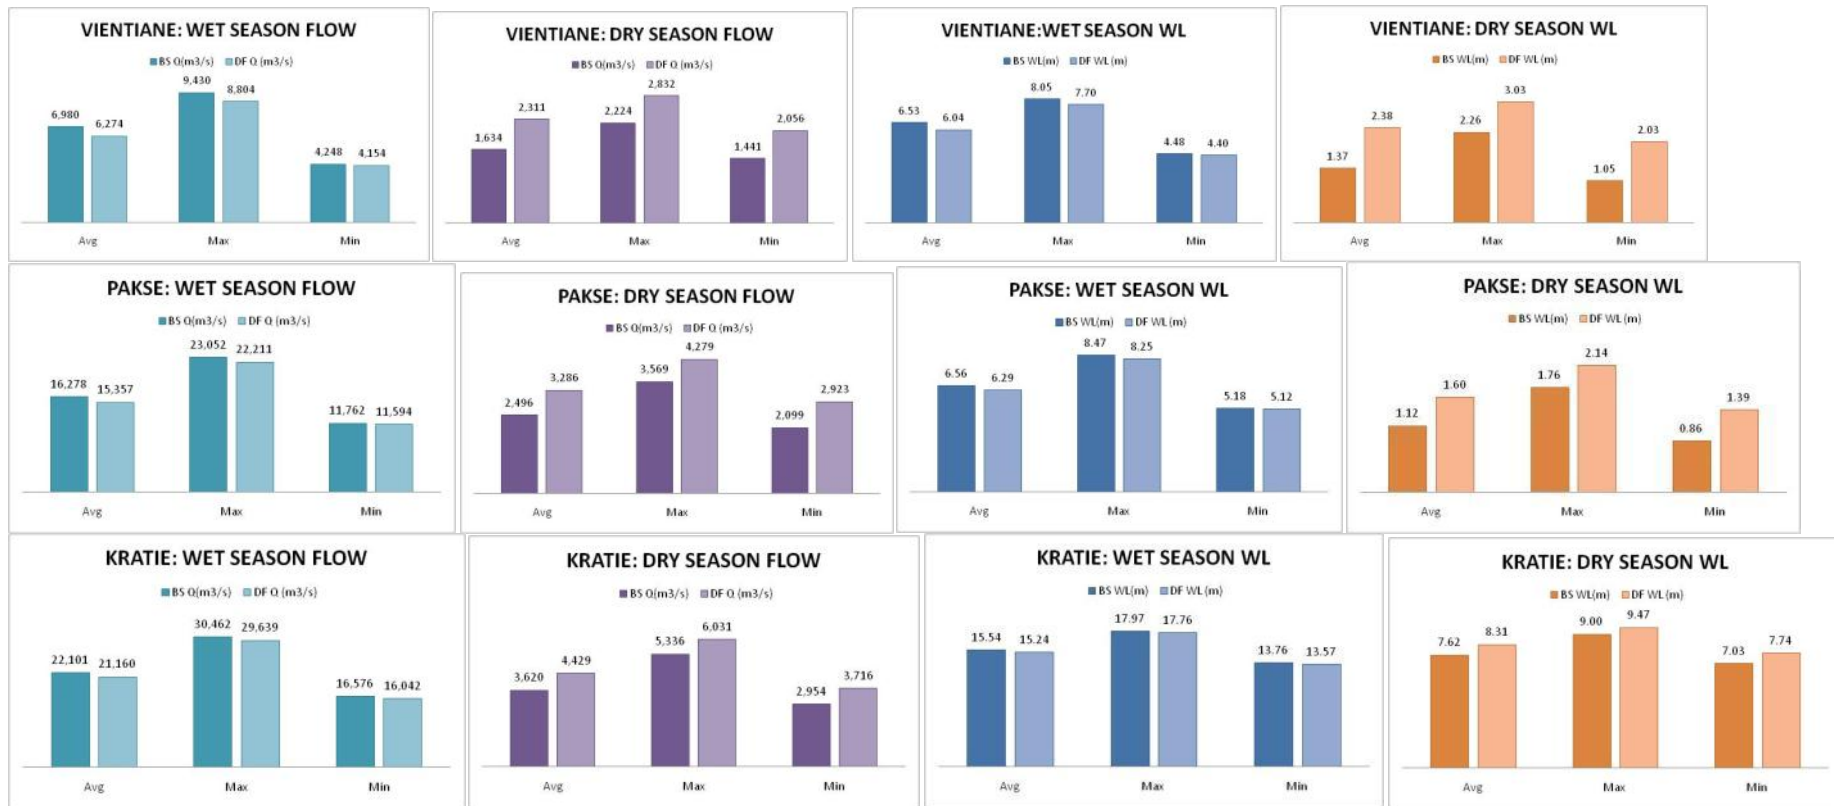 VIENTIANE: WET SEASON FLOW
BS Q(m3/s) DF Q (m3/s)
9,430
8,804
6,980
6,274
4,248 4,154
Avg Max Min
VIENTIANE: DRY SEASON FLOW
BS Q(m3/s) DF Q (m3/s)
2,832
2,311
2,224
2,056
1,634
1,441
Avg Max Min
VIENTIANE:WET SEASON WL
BS WL(m) DF WL (m)
8.05
7.70
6.53
6.04
4.48 4.40
Avg Max Min
VIENTIANE: DRY SEASON WL
BS WL(m) DF WL (m)
3.03
2.38
2.26
2.03
1.37
1.05
Avg Max Min
PAKSE: WET SEASON FLOW
BS Q(m3/s) DF Q (m3/s)
23,052
22,211
16,278
15,357
11,762 11,594
Avg Max Min
PAKSE: DRY SEASON FLOW
BS Q(m3/s) DF Q (m3/s)
4,279
3,569
3,286
2,923
2,496
2,099
Avg Max Min
PAKSE: WET SEASON WL
BS WL(m) DF WL (m)
8.47
8.25
6.56
6.29
5.18 5.12
Avg Max Min
PAKSE: DRY SEASON WL
BS WL(m) DF WL (m)
2.14
1.76
1.60
1.39
1.12
0.86
Avg Max Min
KRATIE: WET SEASON FLOW
BS Q(m3/s) DF Q (m3/s)
30,462
29,639
22,101
21,160
16,576 16,042
Avg Max Min
KRATIE: DRY SEASON FLOW
BS Q(m3/s) DF Q (m3/s)
6,031
5,336
4,429
3,620
3,716
2,954
Avg Max Min
KRATIE: WET SEASON WL
BS WL(m) DF WL (m)
17.97 17.76
15.54 15.24
13.76 13.57
Avg Max Min
KRATIE: DRY SEASON WL
BS WL(m) DF WL (m)
9.47
9.00
8.31
7.62
7.74
7.03
Avg Max Min